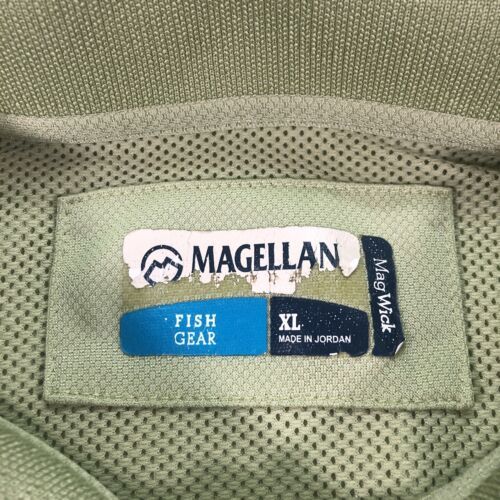 MAGELLAN
FISH
GEAR
XL
MADE IN JORDAN
Mag Wick